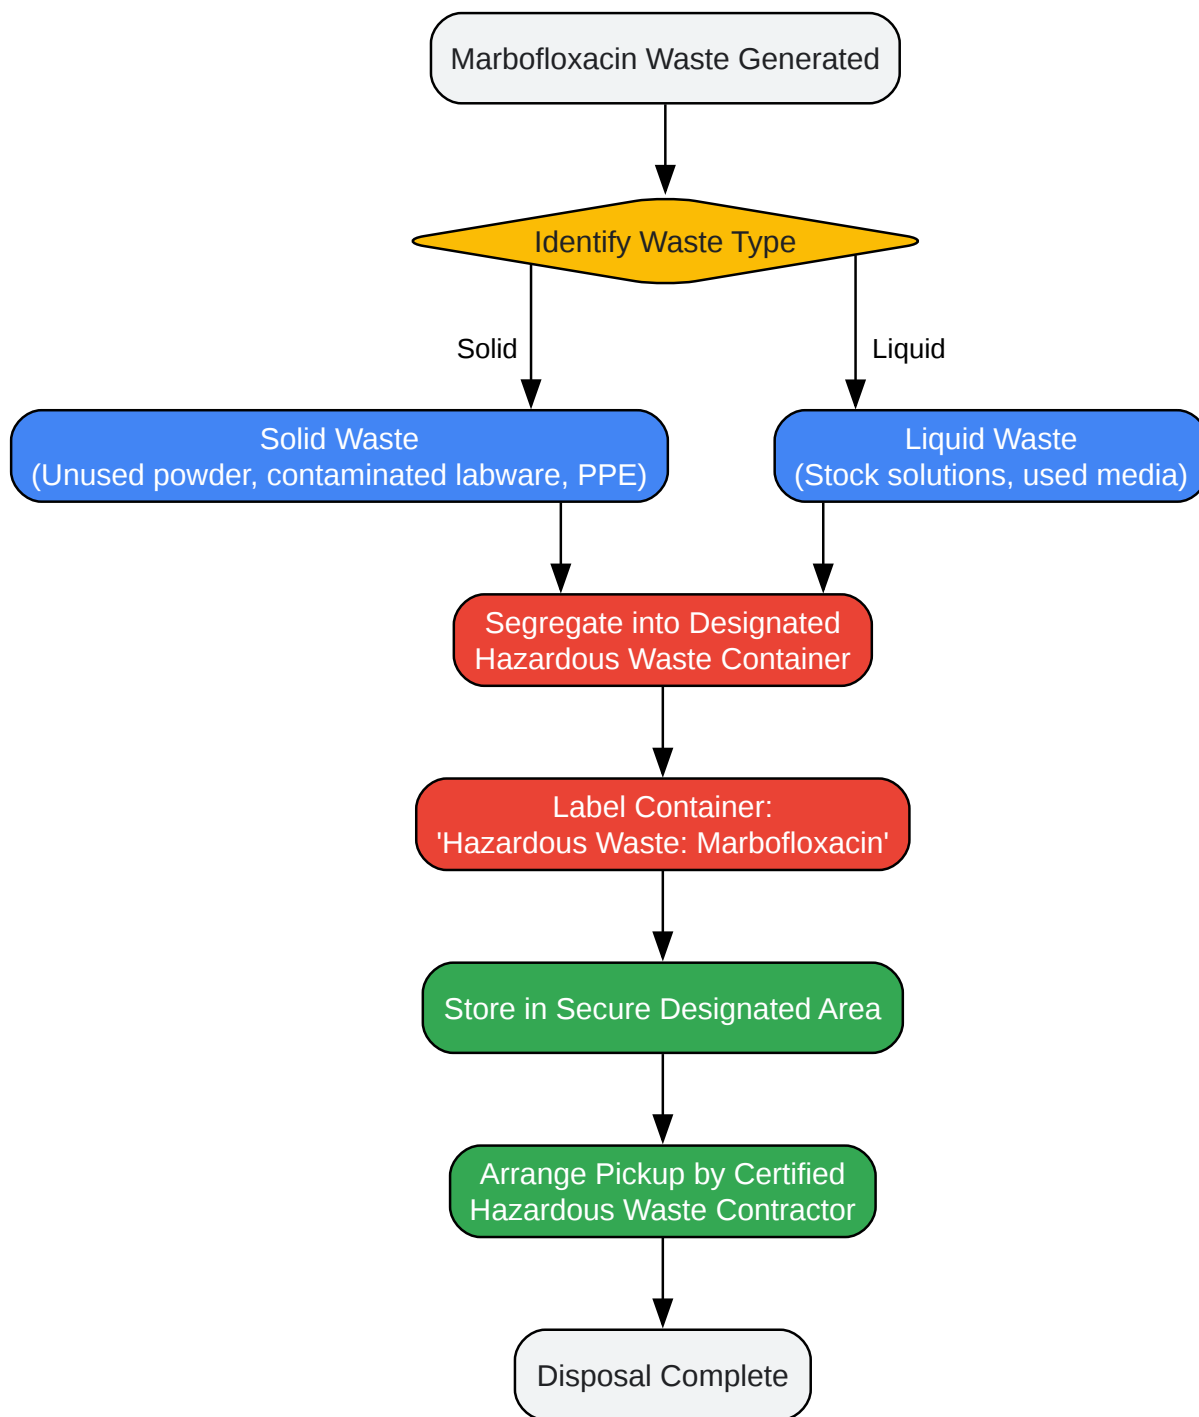 Marbofloxacin Waste Generated
Identify Waste Type
Solid
Liquid
Solid Waste
(Unused powder, contaminated labware, PPE)
Liquid Waste
(Stock solutions, used media)
Segregate into Designated
Hazardous Waste Container
Label Container:
'Hazardous Waste: Marbofloxacin'
Store in Secure Designated Area
Arrange Pickup by Certified
Hazardous Waste Contractor
Disposal Complete